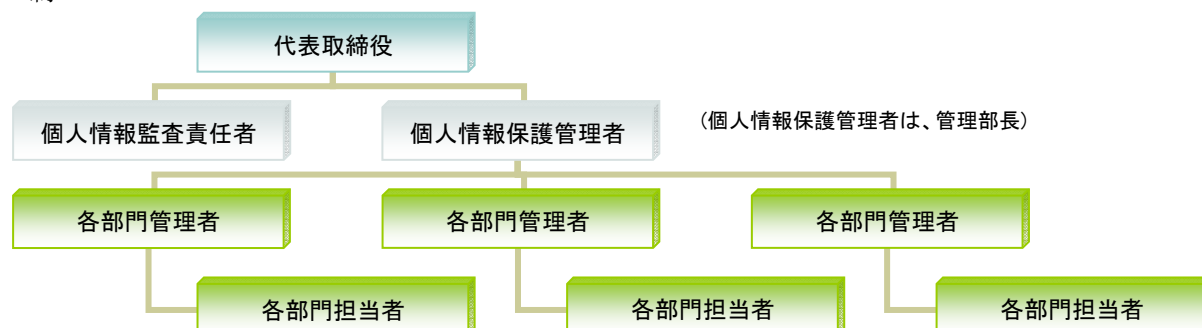 代表取締役
個人情報監査責任者
個人情報保護管理者
(個人情報保護管理者は、管理部長)
各部門管理者
各部門管理者
各部門管理者
各部門担当者
各部門担当者
各部門担当者